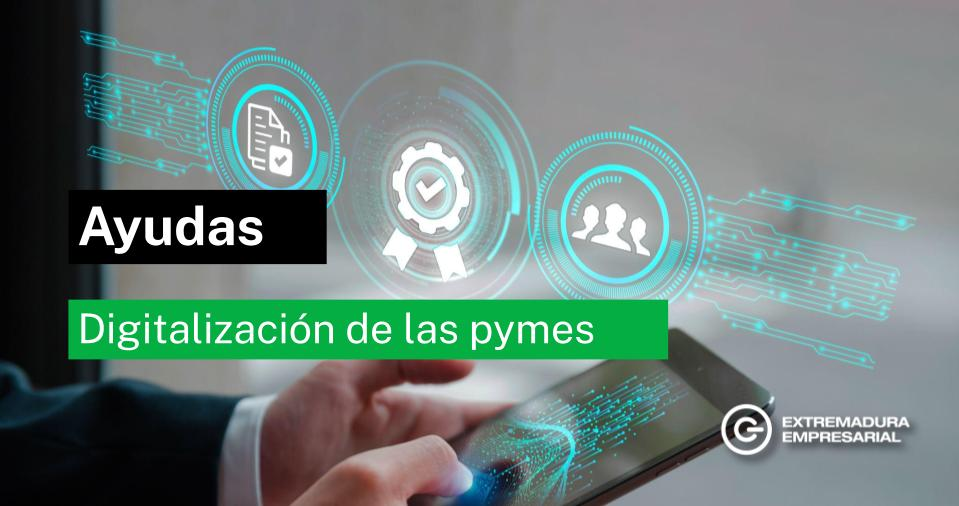 Ayudas
Digitalización de las pymes
EXTREMADURA
EMPRESARIAL